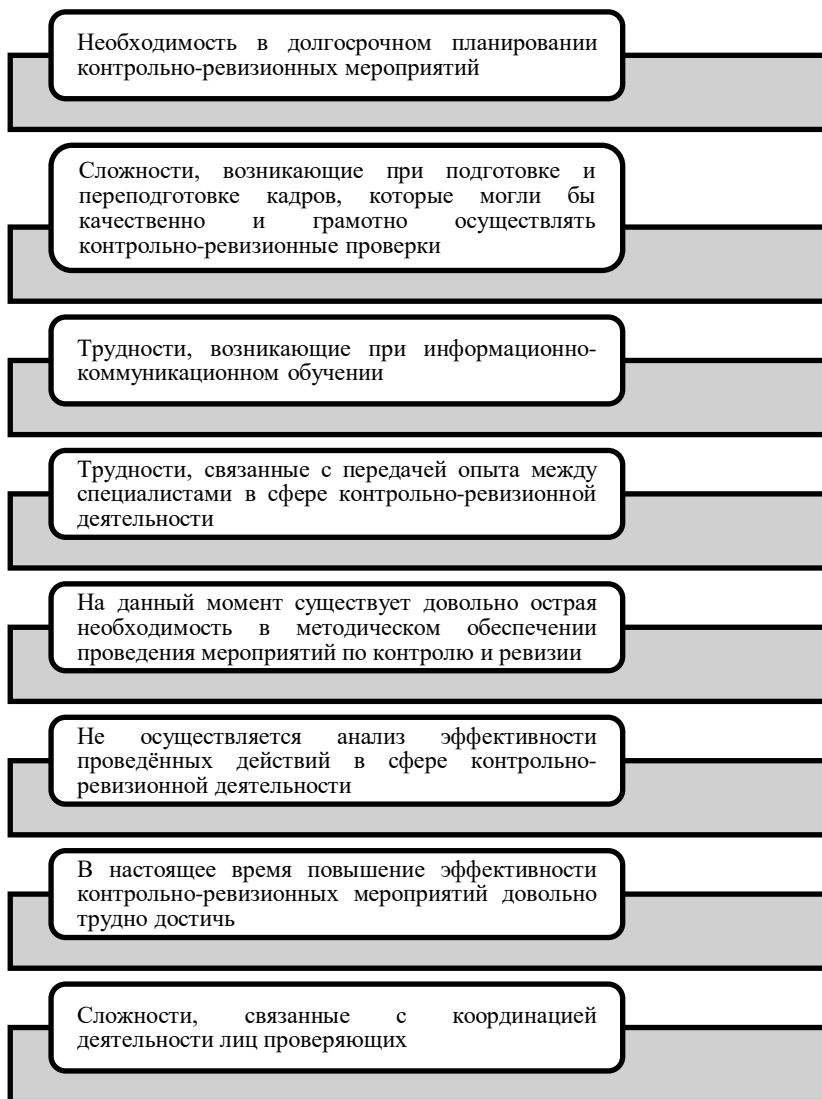 Необходимость в долгосрочном планировании
контрольно-ревизионных мероприятий
Сложности, возникающие при подготовке и
переподготовке кадров, которые могли бы
качественно и грамотно осуществлять
контрольно-ревизионные проверки
Трудности, возникающие при информационно-
коммуникационном обучении
Трудности, связанные с передачей опыта между
специалистами в сфере контрольно-ревизионной
деятельности
На данный момент существует довольно острая
необходимость в методическом обеспечении
проведения мероприятий по контролю и ревизии
Не осуществляется анализ эффективности
проведённых действий в сфере контрольно-
ревизионной деятельности
В настоящее время повышение эффективности
контрольно-ревизионных мероприятий довольно
трудно достичь
Сложности, связанные с координацией
деятельности лиц проверяющих